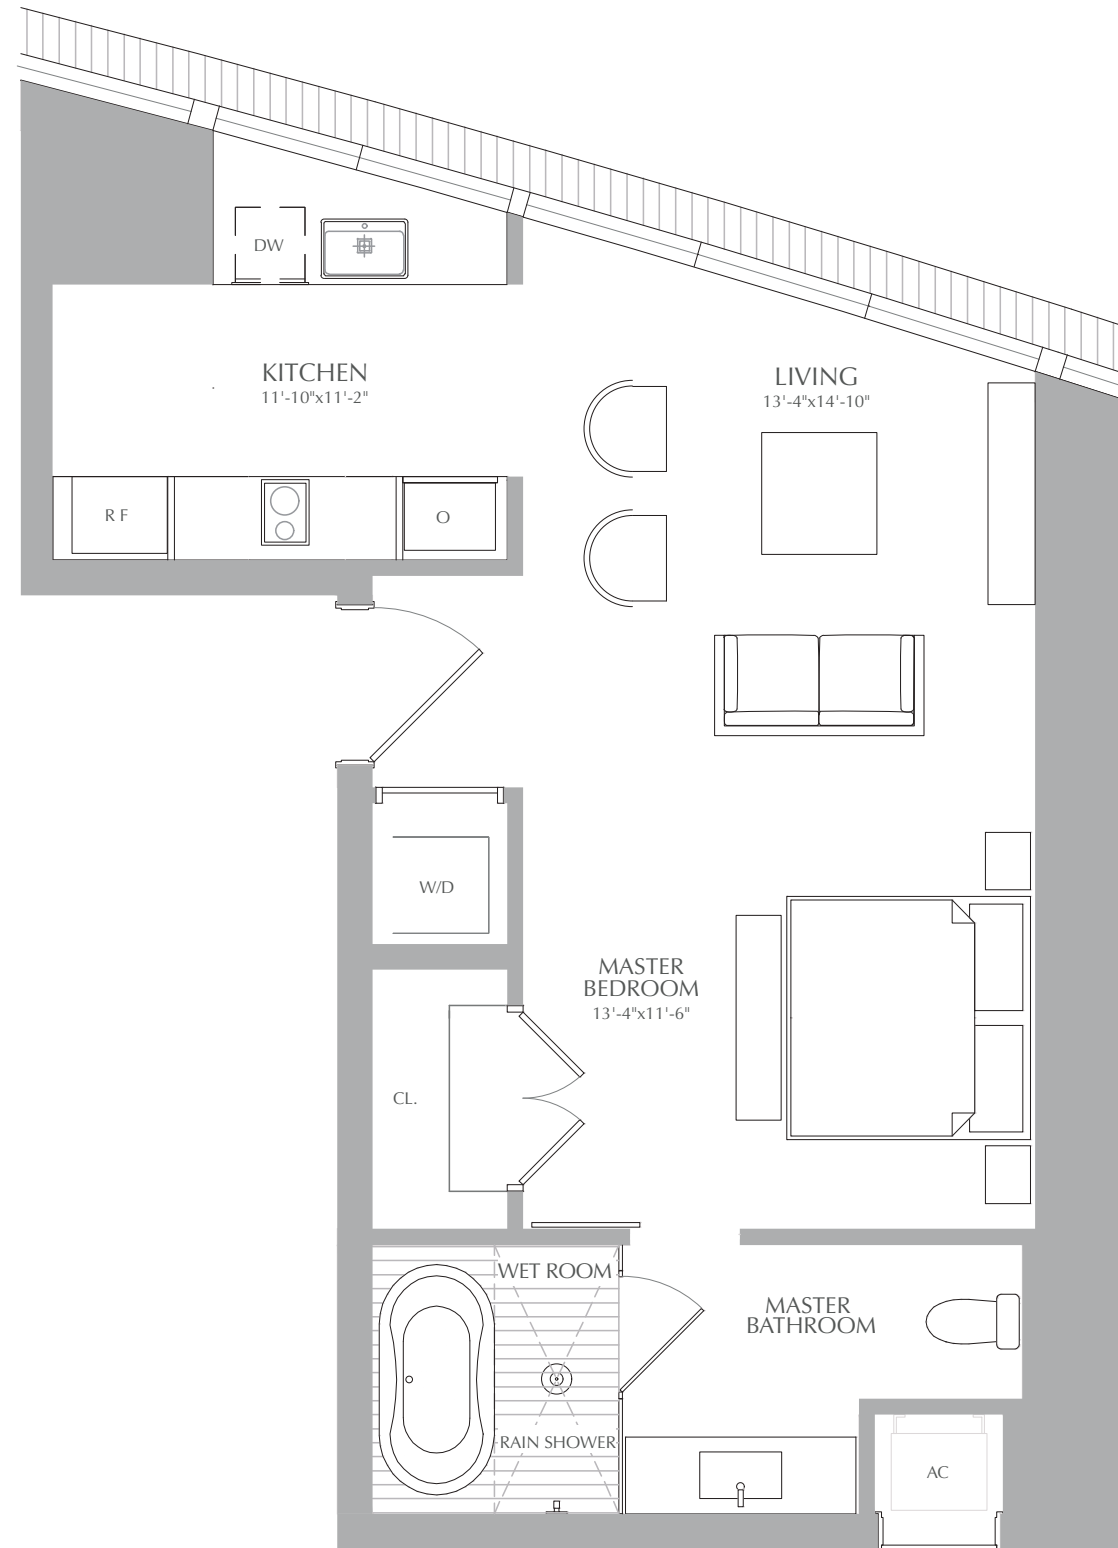 DW
KITCHEN
11'-10"x11'-2"
LIVING
13'-4"x14'-10"
R F
O
W/D
MASTER
BEDROOM
13'-4"x11'-6"
CL.
WET ROOM
MASTER
BATHROOM
RAIN SHOWER
AC